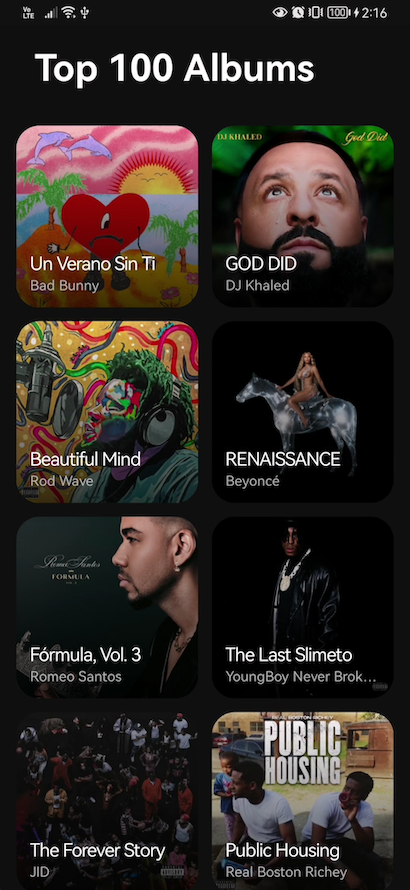 Vo
LTE
100
2:16
Top 100 Albums
DJ KHALED
God Did
Un Verano Sin Ti
Bad Bunny
GOD DID
DJ Khaled
Beautiful Mind
Rod Wave
RENAISSANCE
Beyoncé
Romeo Santos
FÓRMULA
VOL. 3
Fórmula, Vol. 3
Romeo Santos
The Last Slimeto
YoungBoy Never Brok...
REAL BOSTON RICHEY
PUBLIC
HOUSING
The Forever Story
JID
Public Housing
Real Boston Richey